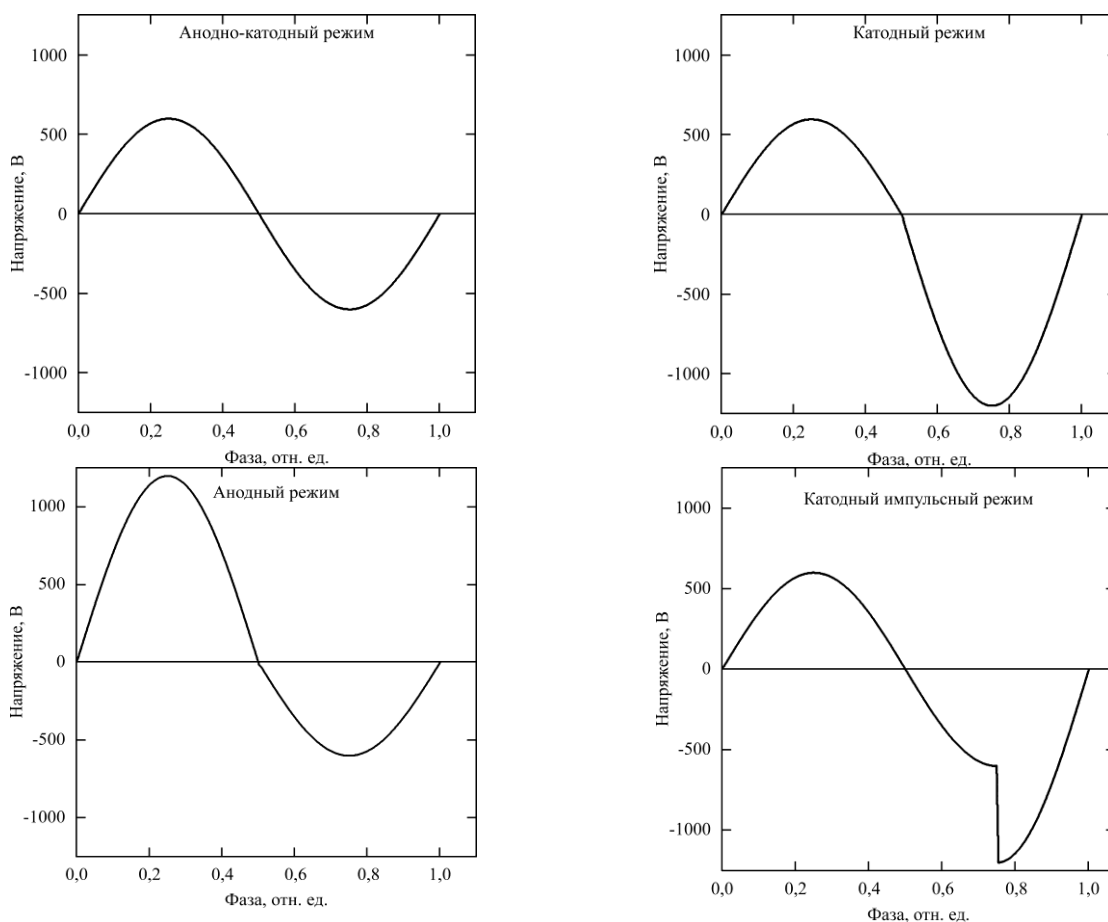 Анодно-катодный режим
1000
500
0
-500
-1000
Напряжение, В
0,0 0,2 0,4 0,6 0,8 1,0
Фаза, отн. ед.
Катодный режим
1000
500
0
-500
-1000
Напряжение, В
0,0 0,2 0,4 0,6 0,8 1,0
Фаза, отн. ед.
Анодный режим
1000
500
0
-500
-1000
Напряжение, В
0,0 0,2 0,4 0,6 0,8 1,0
Фаза, отн. ед.
Катодный импульсный режим
1000
500
0
-500
-1000
Напряжение, В
0,0 0,2 0,4 0,6 0,8 1,0
Фаза, отн. ед.